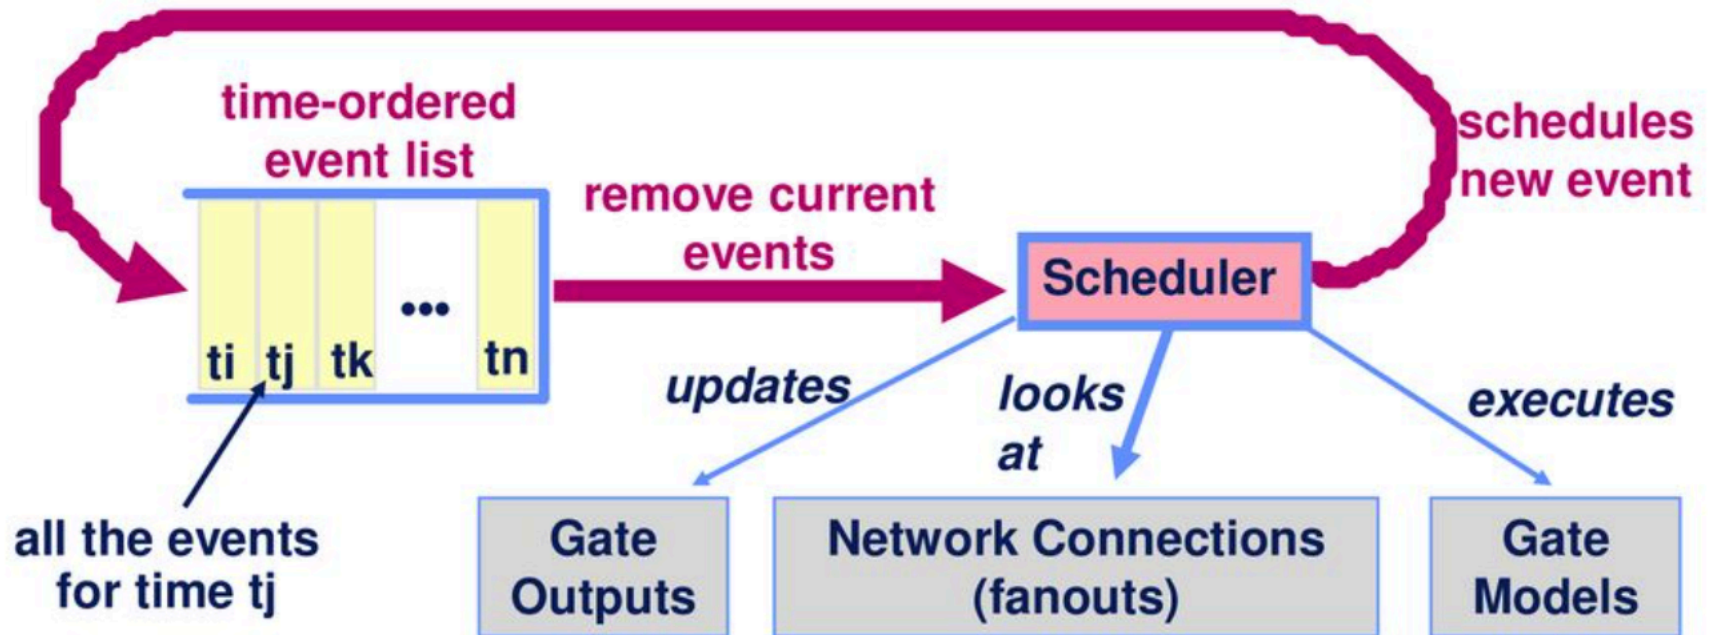 time-ordered
event list
schedules
new event
remove current
events
Scheduler
ti tj tk ... tn
updates
looks
at
executes
all the events
for time tj
Gate
Outputs
Network Connections
(fanouts)
Gate
Models